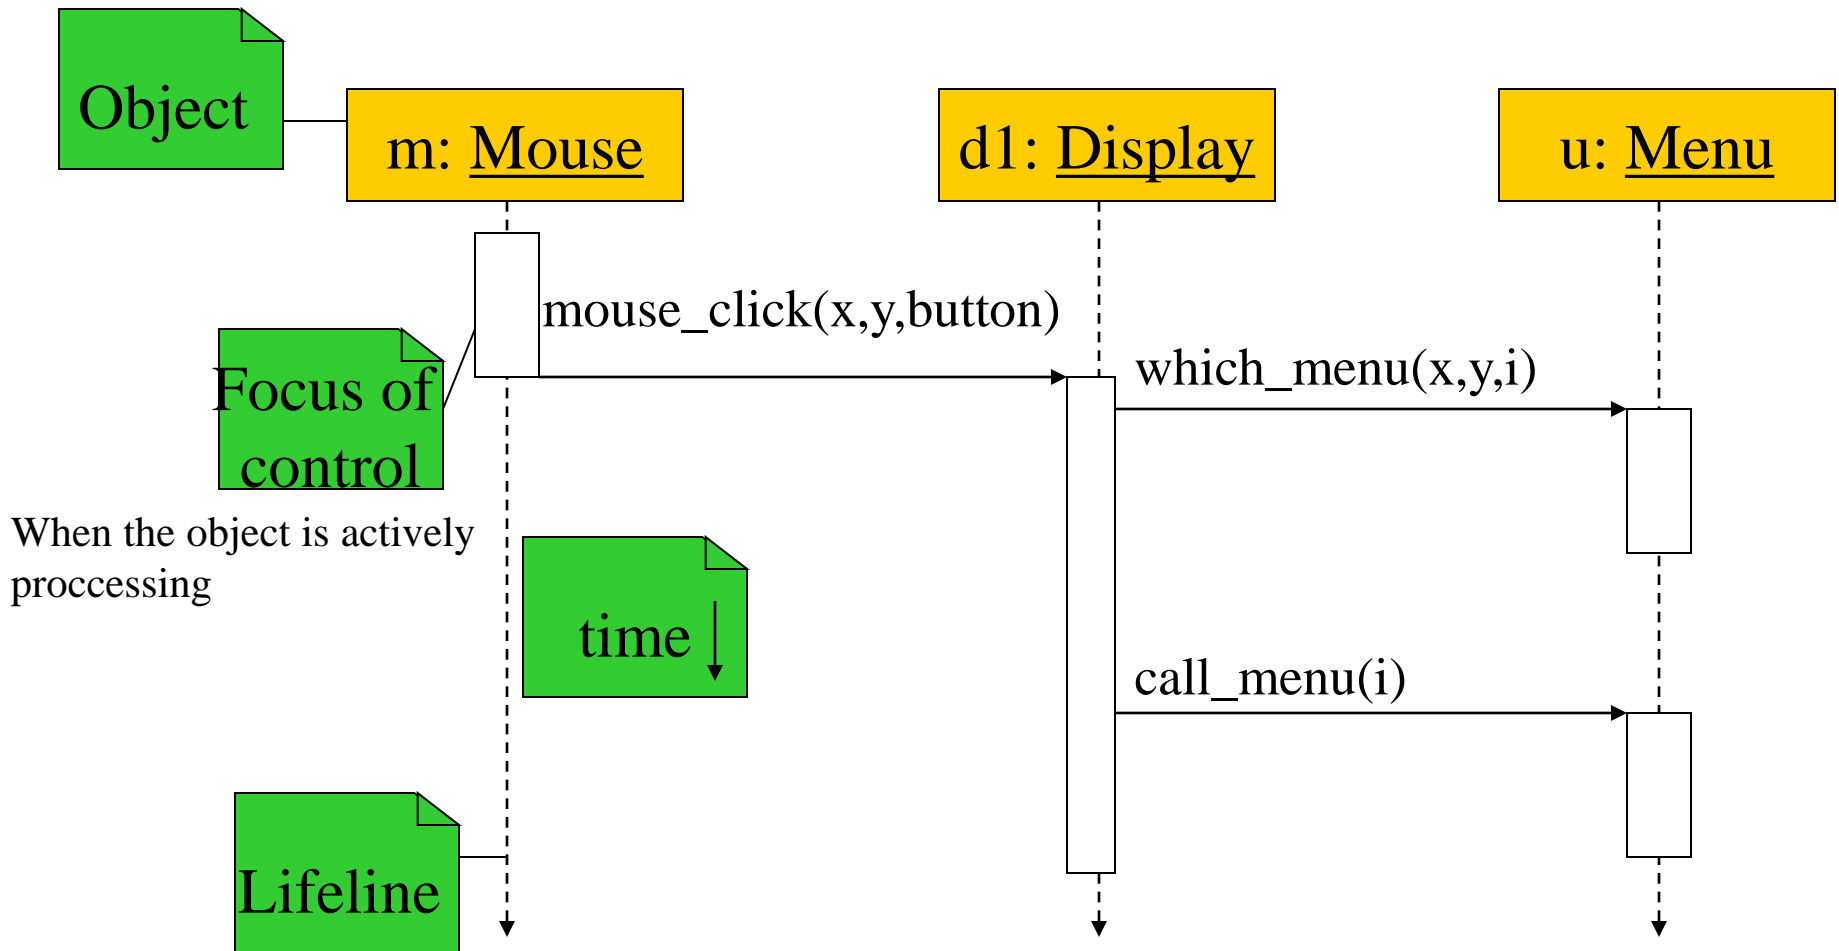 Object
m: Mouse
d1: Display
u: Menu
mouse_click(x,y,button)
which_menu(x,y,i)
Focus of
control
When the object is actively
proccessing
time
call_menu(i)
Lifeline